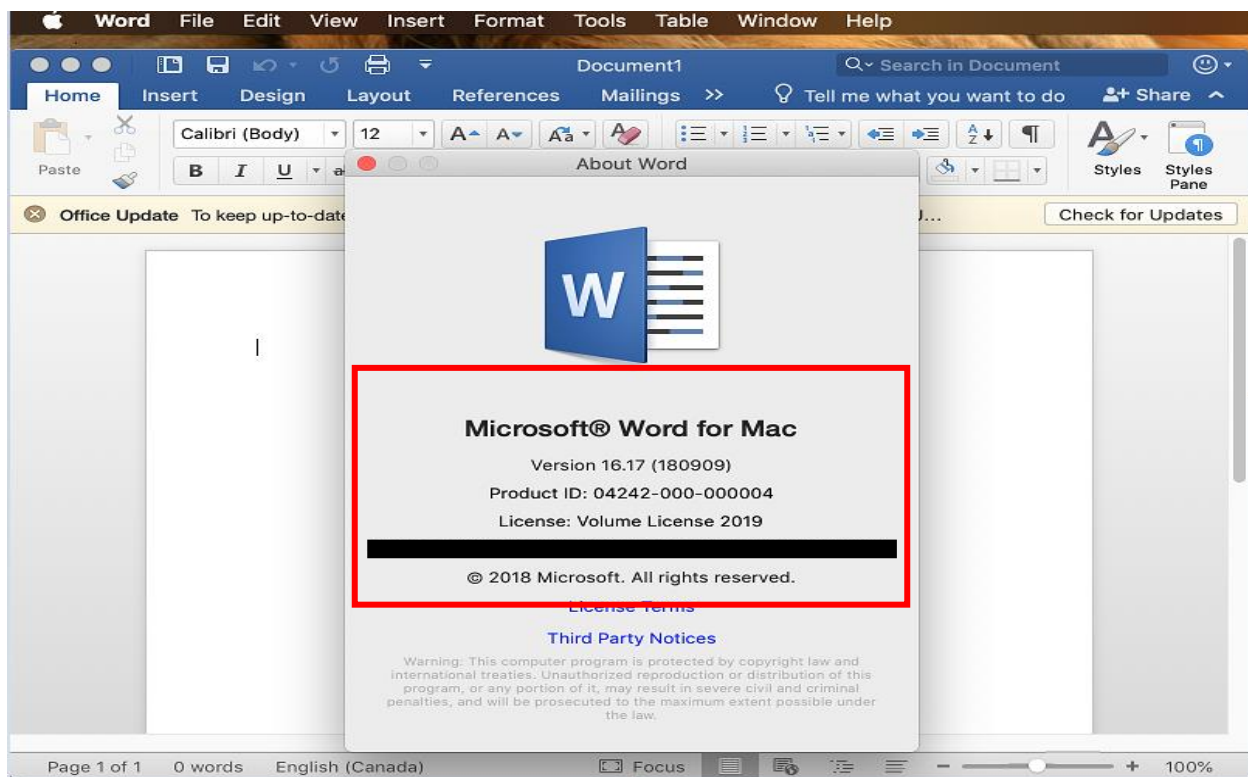 Word File Edit View Insert Format Tools Table Window Help
Document1
Search in Document
Home Insert Design Layout References Mailings >> Tell me what you want to do Share
Paste
Calibri (Body) 12 A A Aa A
B I U
Styles Styles Pane
About Word
Office Update To keep up-to-date
Check for Updates
W
Microsoft® Word for Mac
Version 16.17 (180909)
Product ID: 04242-000-000004
License: Volume License 2019
© 2018 Microsoft. All rights reserved.
License Terms
Third Party Notices
Warning: This computer program is protected by copyright law and
international treaties. Unauthorized reproduction or distribution of this
program, or any portion of it, may result in severe civil and criminal
penalties, and will be prosecuted to the maximum extent possible under
the law.
Page 1 of 1 0 words English (Canada) Focus 100%